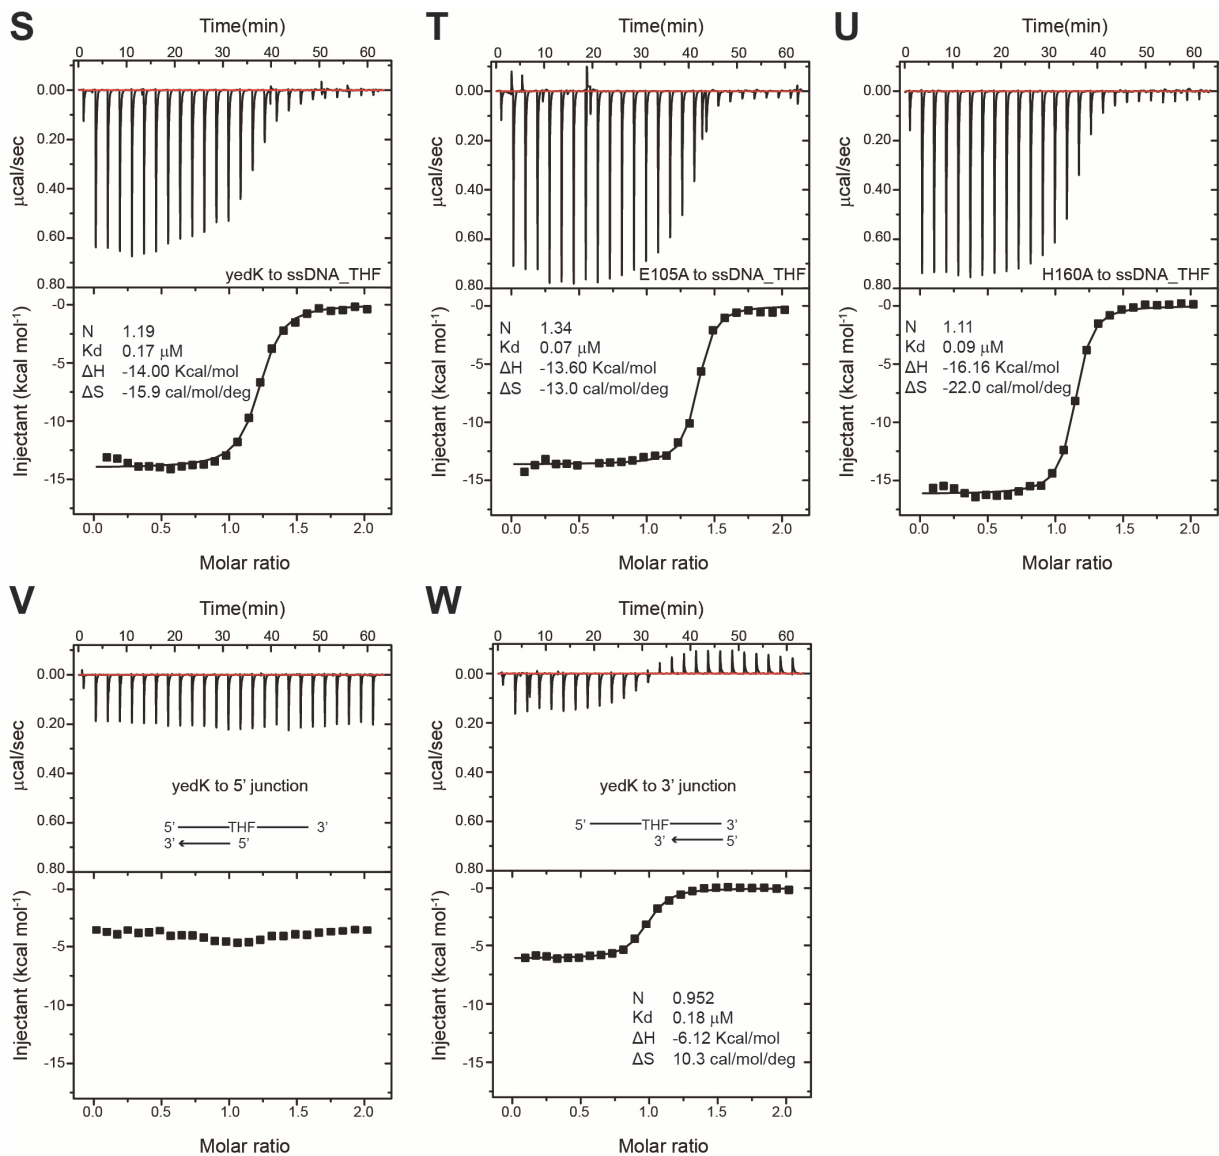 S
Time(min)
0 10 20 30 40 50 60
0.00
0.20
0.40
0.60
0.80
μcal/sec
yedK to ssDNA_THF
-0
-5
-10
-15
Injectant (kcal mol⁻¹)
N 1.19
Kd 0.17 μM
ΔH -14.00 Kcal/mol
ΔS -15.9 cal/mol/deg
0.0 0.5 1.0 1.5 2.0
Molar ratio
T
Time(min)
0 10 20 30 40 50 60
0.00
0.20
0.40
0.60
0.80
μcal/sec
E105A to ssDNA_THF
-0
-5
-10
-15
Injectant (kcal mol⁻¹)
N 1.34
Kd 0.07 μM
ΔH -13.60 Kcal/mol
ΔS -13.0 cal/mol/deg
0.0 0.5 1.0 1.5 2.0
Molar ratio
U
Time(min)
0 10 20 30 40 50 60
0.00
0.20
0.40
0.60
0.80
μcal/sec
H160A to ssDNA_THF
-0
-5
-10
-15
Injectant (kcal mol⁻¹)
N 1.11
Kd 0.09 μM
ΔH -16.16 Kcal/mol
ΔS -22.0 cal/mol/deg
0.0 0.5 1.0 1.5 2.0
Molar ratio
V
Time(min)
0 10 20 30 40 50 60
0.00
0.20
0.40
0.60
0.80
μcal/sec
yedK to 5' junction
5' THF 3'
3' 5'
-0
-5
-10
-15
Injectant (kcal mol⁻¹)
0.0 0.5 1.0 1.5 2.0
Molar ratio
W
Time(min)
0 10 20 30 40 50 60
0.00
0.20
0.40
0.60
0.80
μcal/sec
yedK to 3' junction
5' THF 3'
3' 5'
-0
-5
-10
-15
Injectant (kcal mol⁻¹)
N 0.952
Kd 0.18 μM
ΔH -6.12 Kcal/mol
ΔS 10.3 cal/mol/deg
0.0 0.5 1.0 1.5 2.0
Molar ratio